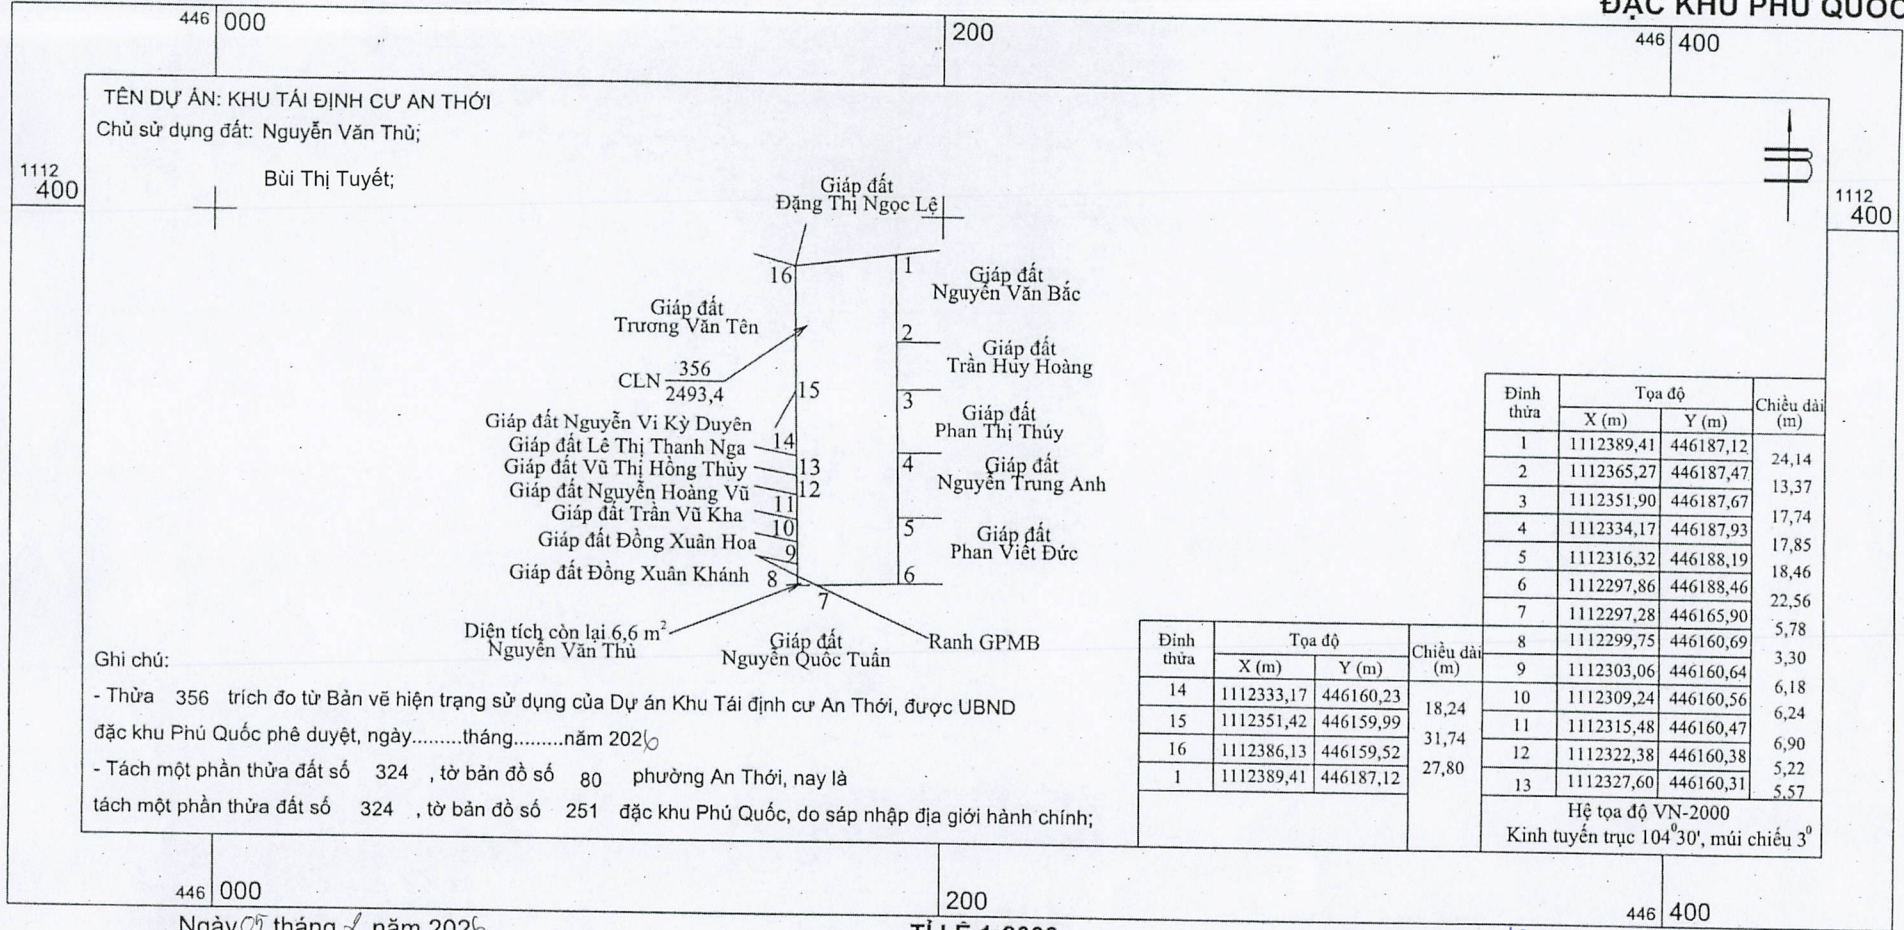 ĐẶC KHU PHÚ QUỐC
446 000
200
446 400
TÊN DỰ ÁN: KHU TÁI ĐỊNH CƯ AN THỚI
Chủ sử dụng đất: Nguyễn Văn Thủ;
Bùi Thị Tuyết;
1112
400
1112
400
Giáp đất
Đặng Thị Ngọc Lệ
16
1
Giáp đất
Nguyễn Văn Bắc
Giáp đất
Trương Văn Tên
2
Giáp đất
Trần Huy Hoàng
CLN 356
2493,4
15
3
Giáp đất
Phan Thị Thúy
Giáp đất Nguyễn Vi Kỳ Duyên
14
Giáp đất Lê Thị Thanh Nga
13
4
Giáp đất
Nguyễn Trung Anh
Giáp đất Vũ Thị Hồng Thủy
12
Giáp đất Nguyễn Hoàng Vũ
11
Giáp đất Trần Vũ Kha
10
5
Giáp đất
Phan Viết Đức
Giáp đất Đồng Xuân Hoa
9
Giáp đất Đồng Xuân Khánh
8
6
7
Diện tích còn lại 6,6 m²
Nguyễn Văn Thủ
Giáp đất
Nguyễn Quốc Tuấn
Ranh GPMB
Đỉnh thửa Tọa độ Chiều dài (m)
X (m) Y (m)
1 1112389,41 446187,12
24,14
2 1112365,27 446187,47
13,37
3 1112351,90 446187,67
17,74
4 1112334,17 446187,93
17,85
5 1112316,32 446188,19
18,46
6 1112297,86 446188,46
22,56
7 1112297,28 446165,90
5,78
8 1112299,75 446160,69
3,30
9 1112303,06 446160,64
6,18
10 1112309,24 446160,56
6,24
11 1112315,48 446160,47
6,90
12 1112322,38 446160,38
5,22
13 1112327,60 446160,31
5,57
Đỉnh thửa Tọa độ Chiều dài (m)
X (m) Y (m)
14 1112333,17 446160,23
18,24
15 1112351,42 446159,99
31,74
16 1112386,13 446159,52
27,80
1 1112389,41 446187,12
Hệ tọa độ VN-2000
Kinh tuyến trục 104⁰30', múi chiếu 3⁰
Ghi chú:
- Thửa 356 trích đo từ Bản vẽ hiện trạng sử dụng của Dự án Khu Tái định cư An Thới, được UBND
đặc khu Phú Quốc phê duyệt, ngày.........tháng.........năm 2026
- Tách một phần thửa đất số 324 , tờ bản đồ số 80 phường An Thới, nay là
tách một phần thửa đất số 324 , tờ bản đồ số 251 đặc khu Phú Quốc, do sáp nhập địa giới hành chính;
446 000
200
446 400
Ngày 05 tháng năm 2026
TỈ LỆ 1:2000